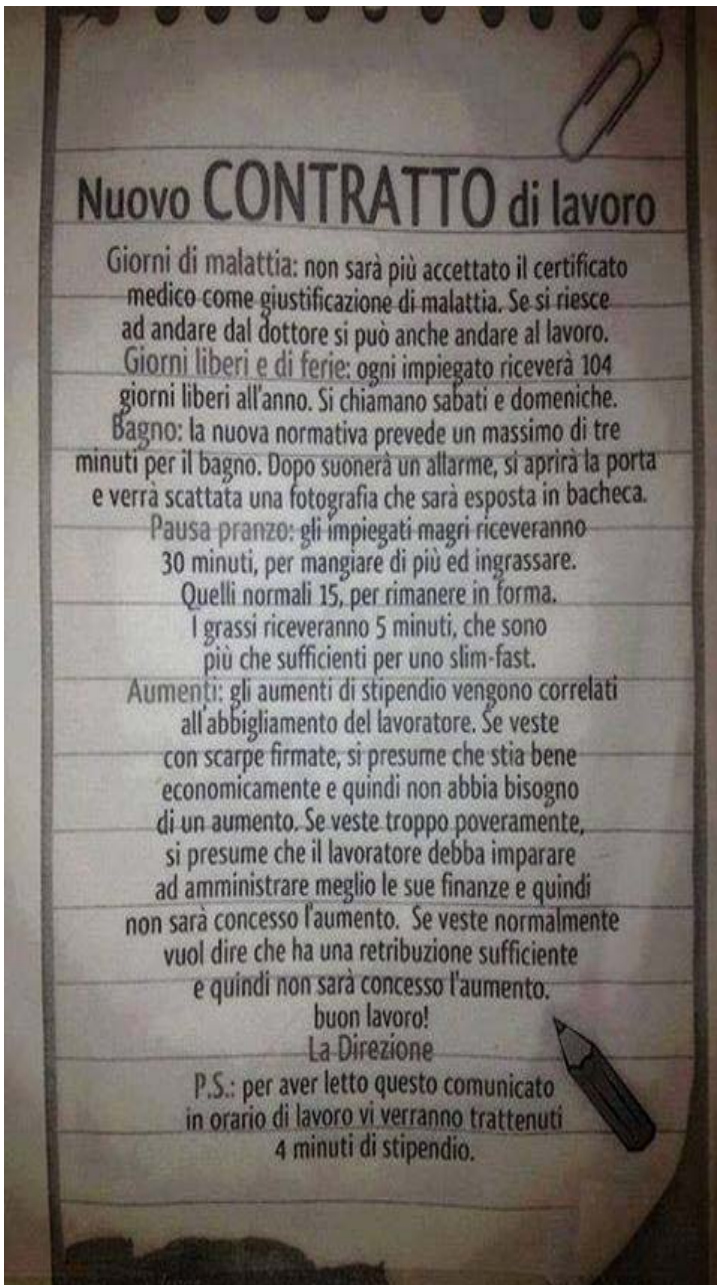 Nuovo CONTRATTO di lavoro
Giorni di malattia: non sarà più accettato il certificato
medico come giustificazione di malattia. Se si riesce
ad andare dal dottore si può anche andare al lavoro.
Giorni liberi e di ferie: ogni impiegato riceverà 104
giorni liberi all'anno. Si chiamano sabati e domeniche.
Bagno: la nuova normativa prevede un massimo di tre
minuti per il bagno. Dopo suonerà un allarme, si aprirà la porta
e verrà scattata una fotografia che sarà esposta in bacheca.
Pausa pranzo: gli impiegati magri riceveranno
30 minuti, per mangiare di più ed ingrassare.
Quelli normali 15, per rimanere in forma.
I grassi riceveranno 5 minuti, che sono
più che sufficienti per uno slim-fast.
Aumenti: gli aumenti di stipendio vengono correlati
all'abbigliamento del lavoratore. Se veste
con scarpe firmate, si presume che stia bene
economicamente e quindi non abbia bisogno
di un aumento. Se veste troppo poveramente,
si presume che il lavoratore debba imparare
ad amministrare meglio le sue finanze e quindi
non sarà concesso l'aumento. Se veste normalmente
vuol dire che ha una retribuzione sufficiente
e quindi non sarà concesso l'aumento.
buon lavoro!
La Direzione
P.S.: per aver letto questo comunicato
in orario di lavoro vi verranno trattenuti
4 minuti di stipendio.